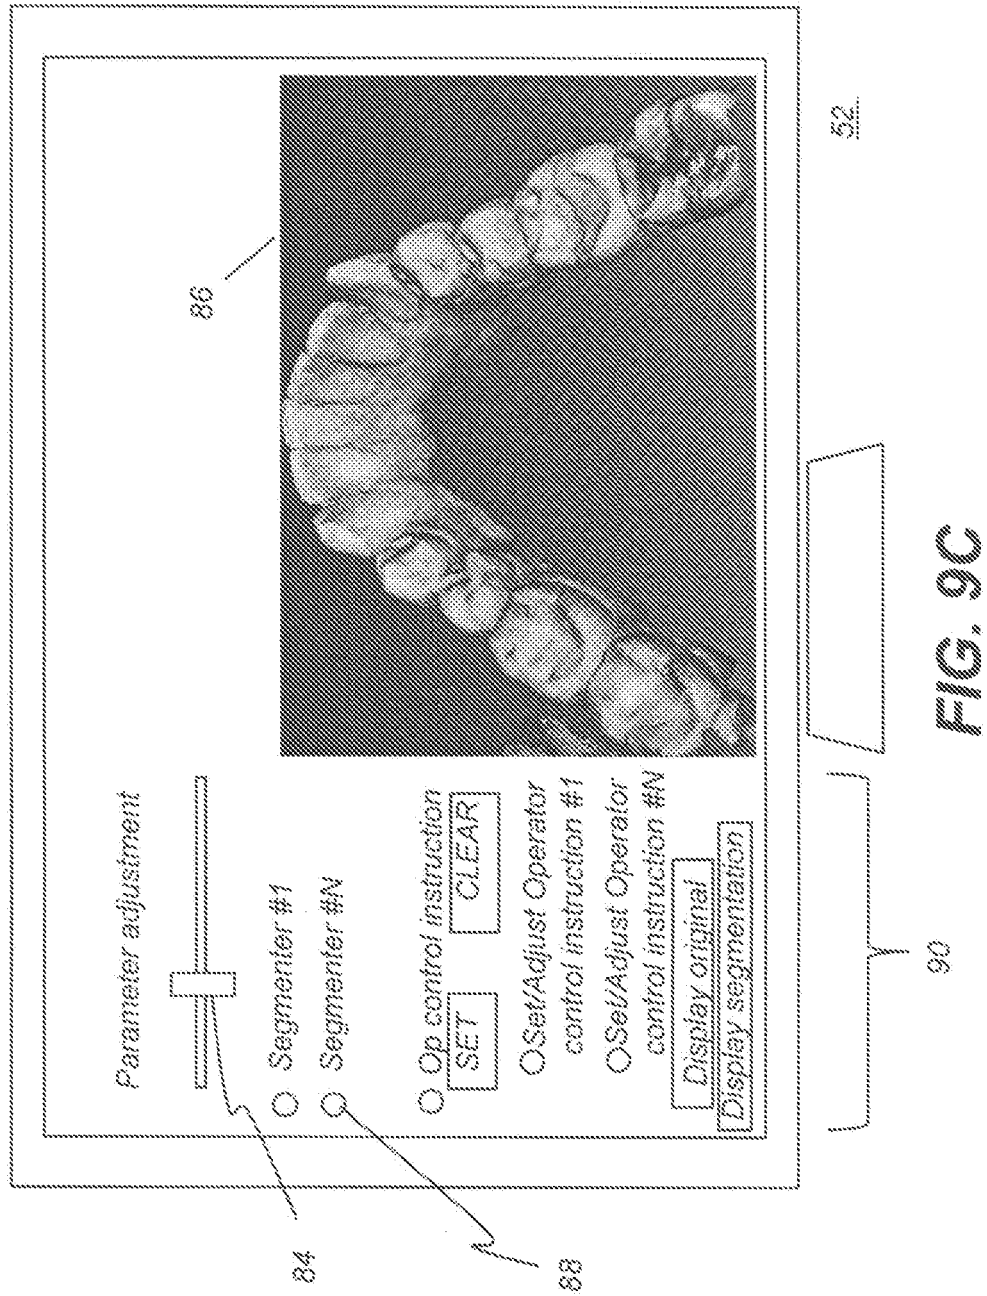 Parameter adjustment
84
Segmenter #1
Segmenter #N
88
Op control instruction
SET
CLEAR
Set/Adjust Operator
control instruction #1
Set/Adjust Operator
control instruction #N
Display original
Display segmentation
90
86
52
FIG. 9C